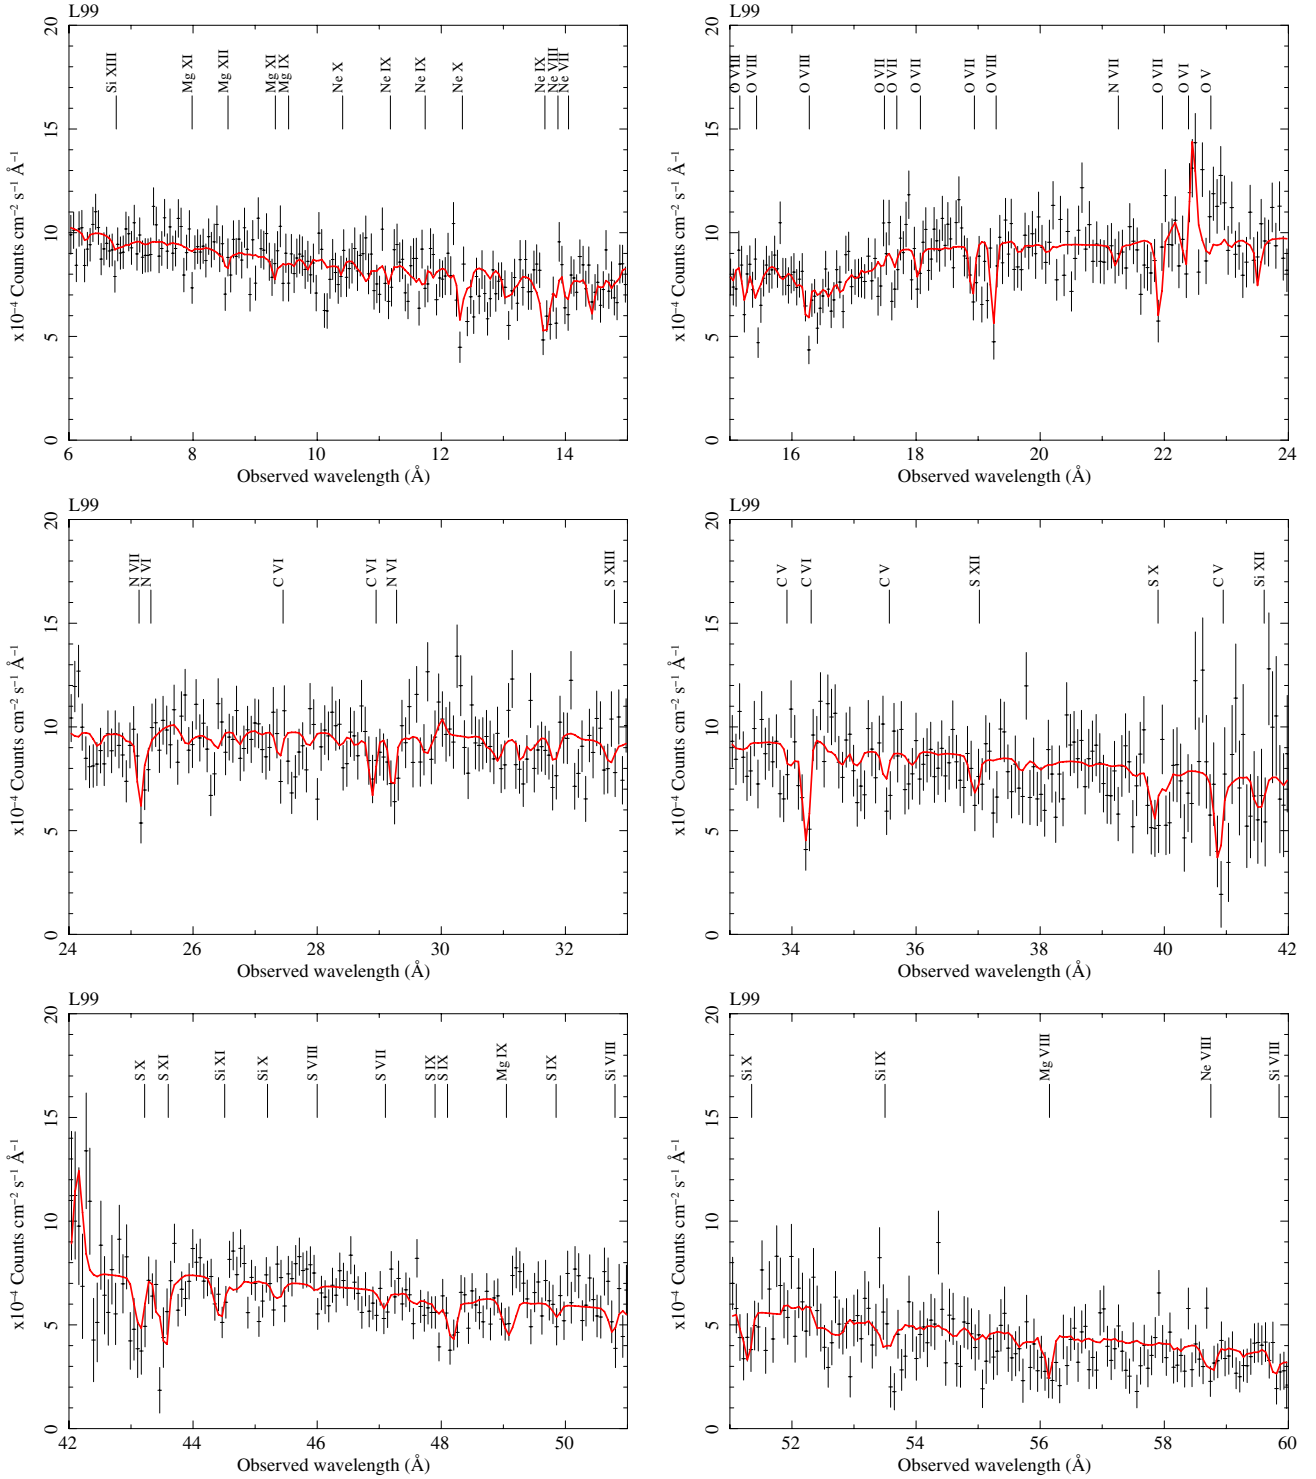 L99
Si XIII
Mg XI
Mg XII
Mg XI
Mg IX
Ne X
Ne IX
Ne IX
Ne X
Ne IX
Ne VIII
Ne VII
x10−4 Counts cm−2 s−1 Å−1
0
5
10
15
20
6
8
10
12
14
Observed wavelength (Å)
L99
O VIII
O VIII
O VIII
O VII
O VII
O VII
O VII
O VIII
N VII
O VII
O VI
O V
x10−4 Counts cm−2 s−1 Å−1
0
5
10
15
20
16
18
20
22
24
Observed wavelength (Å)
L99
N VII
N VI
C VI
C VI
N VI
S XIII
x10−4 Counts cm−2 s−1 Å−1
0
5
10
15
20
24
26
28
30
32
Observed wavelength (Å)
L99
C V
C VI
C V
S XII
S X
C V
Si XII
x10−4 Counts cm−2 s−1 Å−1
0
5
10
15
20
34
36
38
40
42
Observed wavelength (Å)
L99
S X
S XI
Si XI
Si X
S VIII
S VII
S IX
S IX
Mg IX
S IX
Si VIII
x10−4 Counts cm−2 s−1 Å−1
0
5
10
15
20
42
44
46
48
50
Observed wavelength (Å)
L99
Si X
Si IX
Mg VIII
Ne VIII
Si VIII
x10−4 Counts cm−2 s−1 Å−1
0
5
10
15
20
52
54
56
58
60
Observed wavelength (Å)